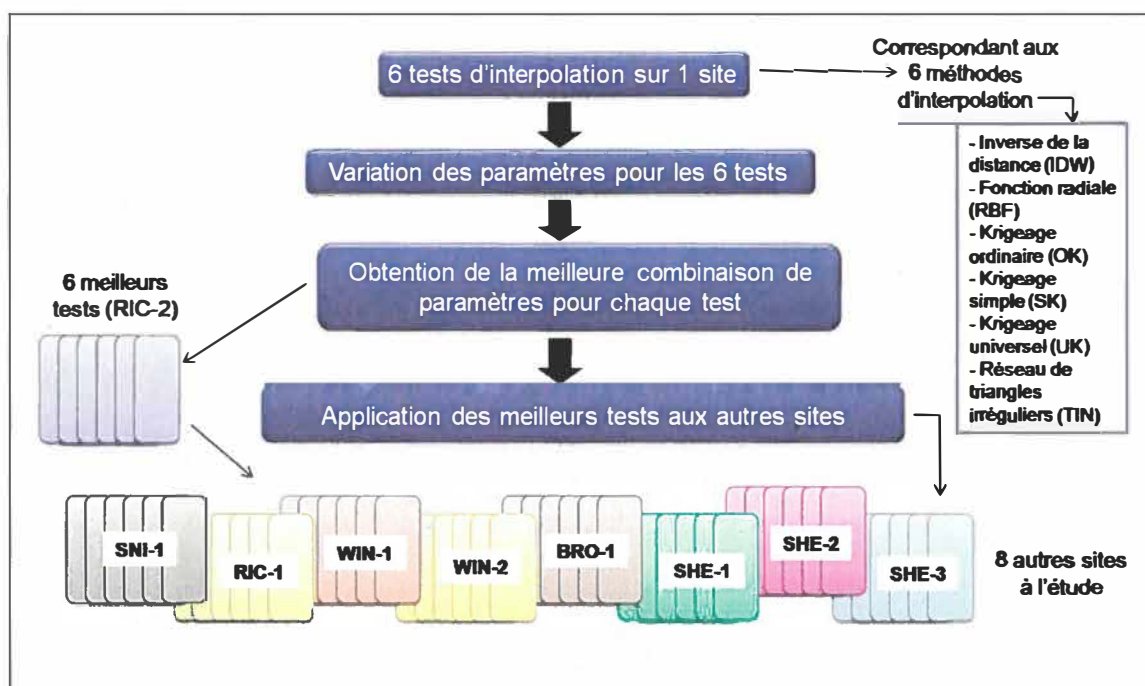 6 tests d'interpolation sur 1 site
Correspondant aux
6 méthodes
d'interpolation
- Inverse de la
distance (IDW)
- Fonction radiale
(RBF)
- Krigeage
ordinaire (OK)
- Krigeage
simple (SK)
- Krigeage
universel (UK)
- Réseau de
triangles
irréguliers (TIN)
Variation des paramètres pour les 6 tests
Obtention de la meilleure combinaison de
paramètres pour chaque test
6 meilleurs
tests (RIC-2)
Application des meilleurs tests aux autres sites
SNI-1
RIC-1
WIN-1
WIN-2
BRO-1
SHE-1
SHE-2
SHE-3
8 autres sites
à l'étude